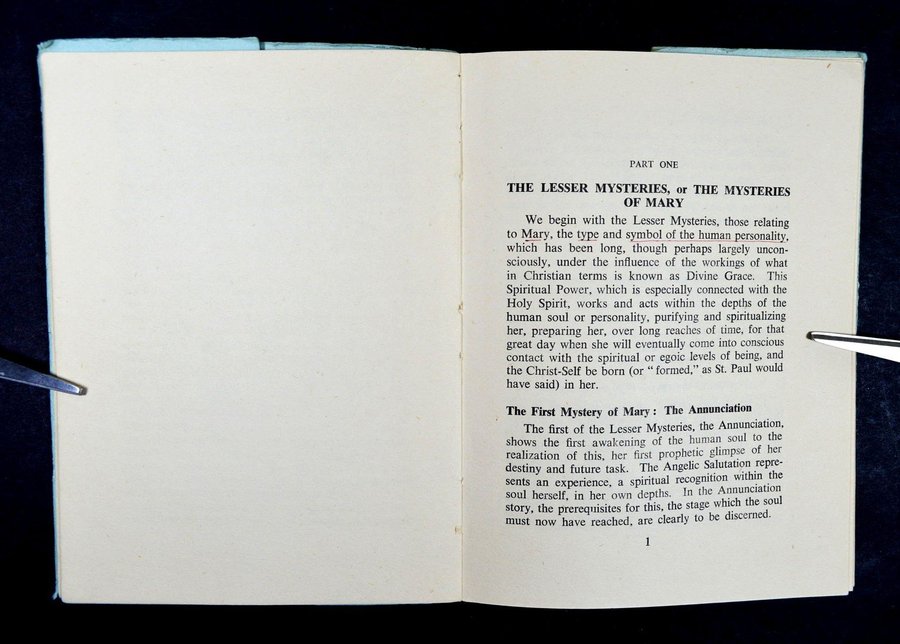 PART ONE
THE LESSER MYSTERIES, or THE MYSTERIES
OF MARY
We begin with the Lesser Mysteries, those relating
to Mary, the type and symbol of the human personality,
which has been long, though perhaps largely uncon-
sciously, under the influence of the workings of what
in Christian terms is known as Divine Grace. This
Spiritual Power, which is especially connected with the
Holy Spirit, works and acts within the depths of the
human soul or personality, purifying and spiritualizing
her, preparing her, over long reaches of time, for that
great day when she will eventually come into conscious
contact with the spiritual or egoic levels of being, and
the Christ-Self be born (or "formed," as St. Paul would
have said) in her.
The First Mystery of Mary: The Annunciation
The first of the Lesser Mysteries, the Annunciation,
shows the first awakening of the human soul to the
realization of this, her first prophetic glimpse of her
destiny and future task. The Angelic Salutation repre-
sents an experience, a spiritual recognition within the
soul herself, in her own depths. In the Annunciation
story, the prerequisites for this, the stage which the soul
must now have reached, are clearly to be discerned.
1